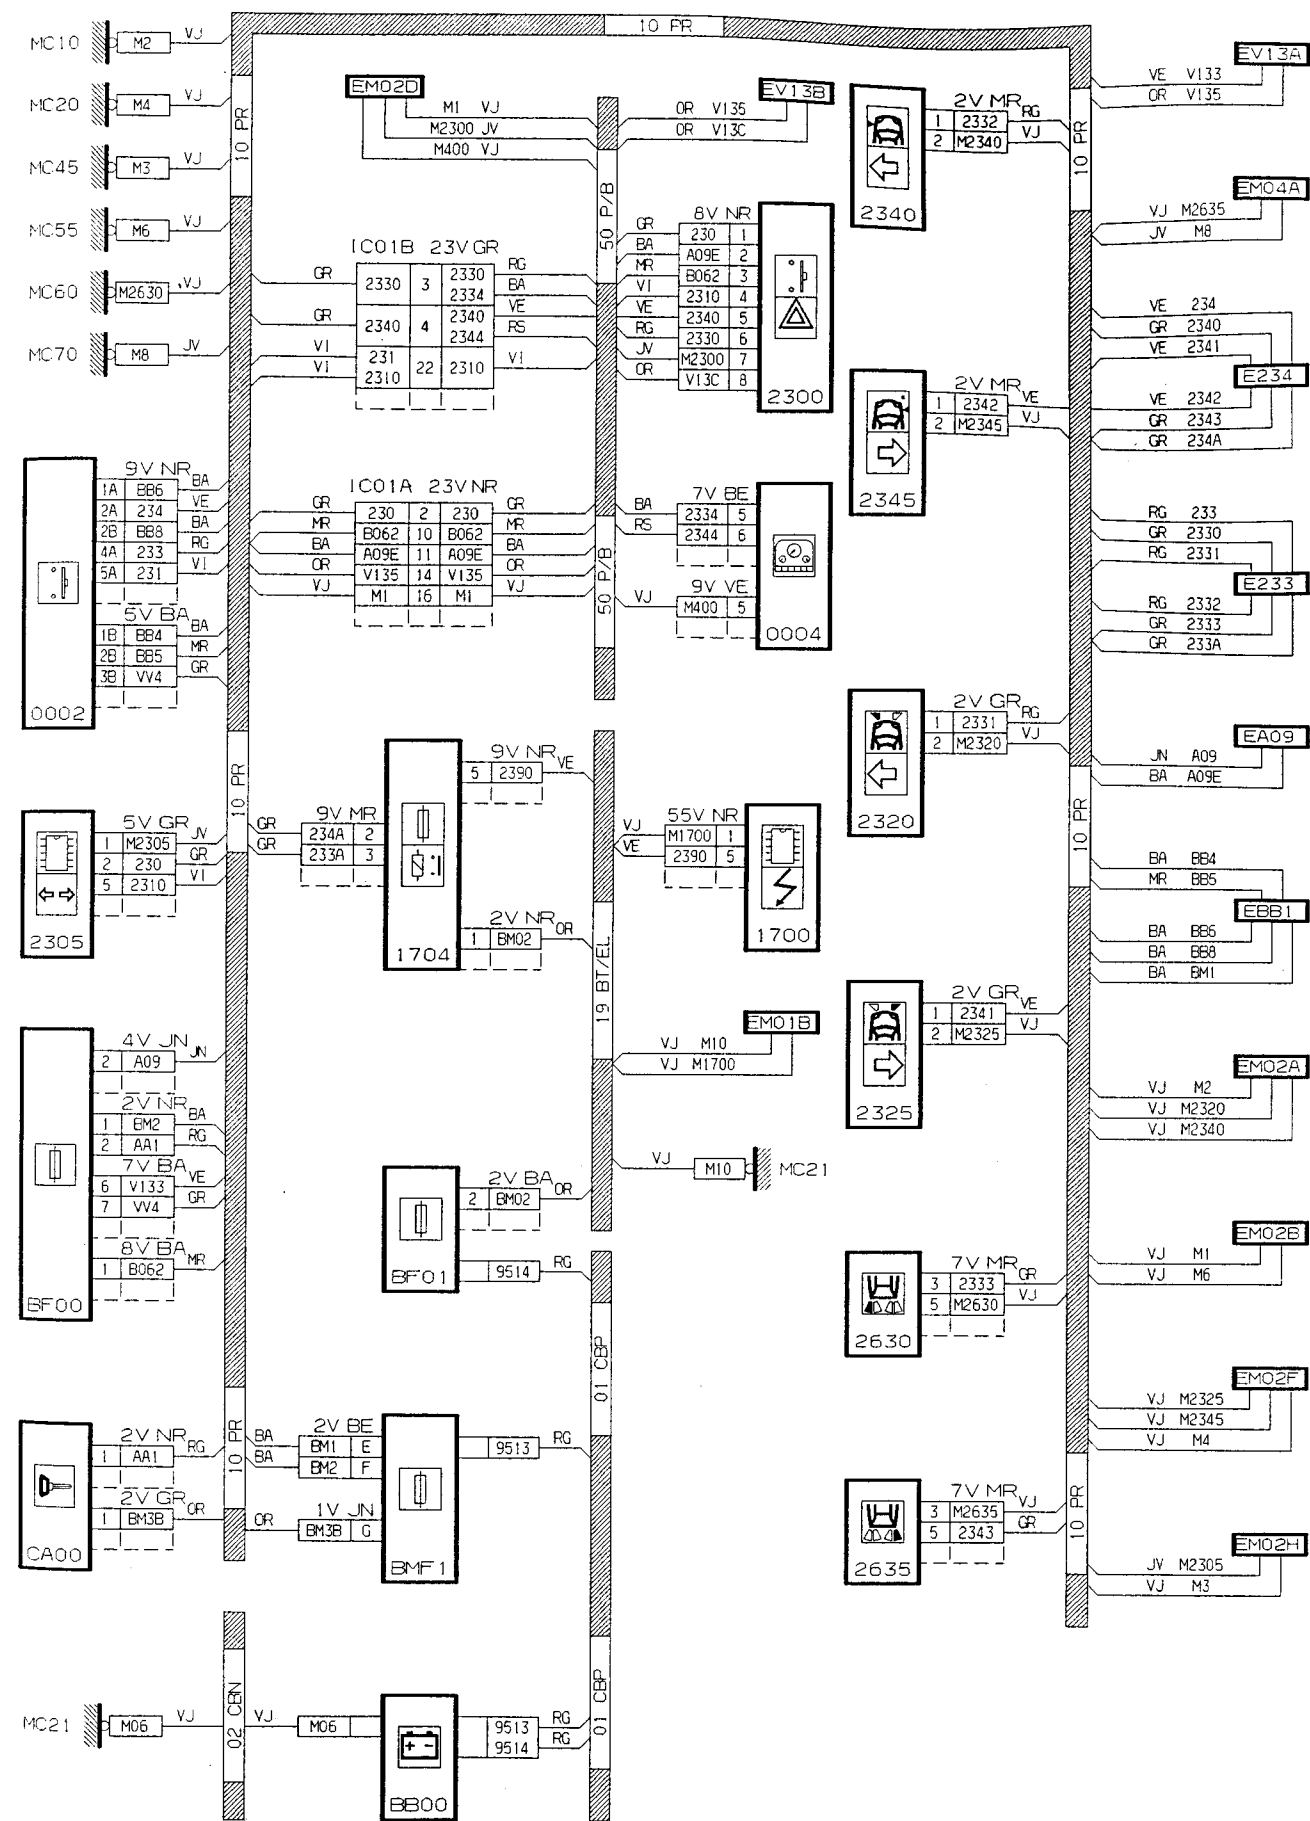 10 PR
MC10 M2 VJ
MC20 M4 VJ
MC45 M3 VJ
MC55 M6 VJ
MC60 M2630 VJ
MC70 M8 JV
10 PR
EM02D
M1 VJ
M2300 JV
M400 VJ
50 P/B
EV13B
OR V135
OR V13C
IC01B 23V GR
GR 2330 3 2330 RG
2334 BA
GR 2340 4 2340 VE
2344 RS
VI 231 22 2310 VI
VI 2310
8V NR
GR 230 1
BA A09E 2
MR B062 3
VI 2310 4
VE 2340 5
RG 2330 6
JV M2300 7
OR V13C 8
2300
9V NR
1A BB6 BA
2A 234 VE
2B BB8 BA
4A 233 RG
5A 231 VI
5V BA
1B BB4 BA
2B BB5 MR
3B VV4 GR
0002
IC01A 23V NR
GR 230 2 230 GR
MR B062 10 B062 MR
BA A09E 11 A09E BA
OR V135 14 V135 OR
VJ M1 16 M1 VJ
50 P/B
7V BE
BA 2334 5
RS 2344 6
9V VE
VJ M400 5
0004
10 PR
5V GR
1 M2305 JV
2 230 GR
5 2310 VI
2305
9V NR
5 2390 VE
9V MR
GR 234A 2
GR 233A 3
2V NR
1 BM02 OR
1704
55V NR
VJ M1700 1
VE 2390 5
1700
19 BT/EL
EM01B
VJ M10
VJ M1700
VJ M10 MC21
4V JN
2 A09 JN
2V NR
1 BM2 BA
2 AA1 RG
7V BA
6 V133 VE
7 VV4 GR
8V BA
1 B062 MR
BF00
2V BA
2 BM02 OR
9514 RG
BF01
01 CBP
10 PR
2V NR
1 AA1 RG
2V GR
1 BM3B OR
CA00
2V BE
BA BM1 E
BA BM2 F
1V JN
OR BM3B G
9513 RG
BMF1
01 CBP
MC21 M06 VJ
02 CBN
VJ M06
9513 RG
9514 RG
BB00
2V MR
1 2332 RG
2 M2340 VJ
2340
2V MR
1 2342 VE
2 M2345 VJ
2345
2V GR
1 2331 RG
2 M2320 VJ
2320
2V GR
1 2341 VE
2 M2325 VJ
2325
7V MR
3 2333 GR
5 M2630 VJ
2630
7V MR
3 M2635 VJ
5 2343 GR
2635
10 PR
10 PR
10 PR
EV13A
VE V133
OR V135
EM04A
VJ M2635
JV M8
VE 234
GR 2340
VE 2341
E234
VE 2342
GR 2343
GR 234A
RG 233
GR 2330
RG 2331
E233
RG 2332
GR 2333
GR 233A
EA09
JN A09
BA A09E
BA BB4
MR BB5
EBB1
BA BB6
BA BB8
BA BM1
EM02A
VJ M2
VJ M2320
VJ M2340
EM02B
VJ M1
VJ M6
EM02F
VJ M2325
VJ M2345
VJ M4
EM02H
JV M2305
VJ M3